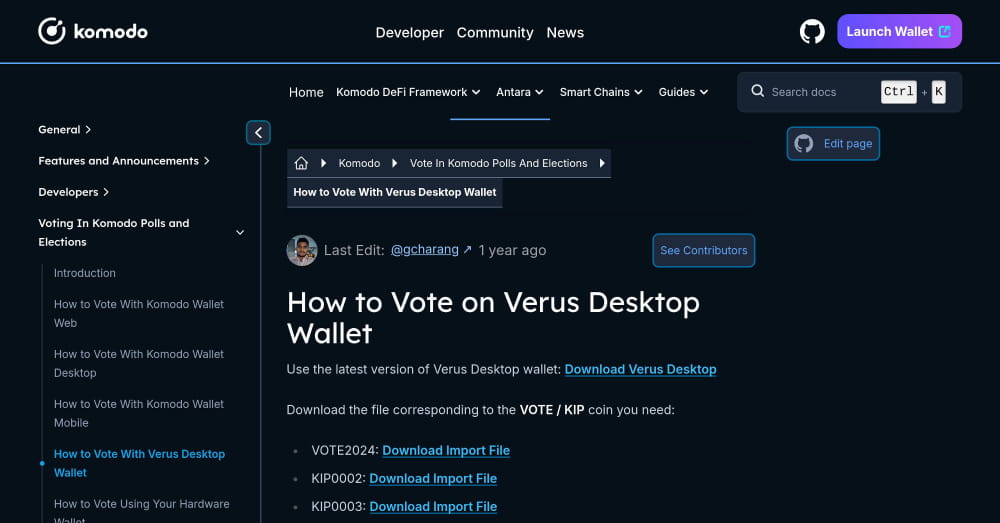 komodo
Developer Community News
Launch Wallet
Home Komodo DeFi Framework Antara Smart Chains Guides
Search docs Ctrl + K
General
Features and Announcements
Developers
Voting In Komodo Polls and
Elections
Introduction
How to Vote With Komodo Wallet
Web
How to Vote With Komodo Wallet
Desktop
How to Vote With Komodo Wallet
Mobile
How to Vote With Verus Desktop
Wallet
How to Vote Using Your Hardware
Wallet
Komodo Vote In Komodo Polls And Elections
How to Vote With Verus Desktop Wallet
Edit page
Last Edit: @gcharang ↗ 1 year ago
See Contributors
How to Vote on Verus Desktop
Wallet
Use the latest version of Verus Desktop wallet: Download Verus Desktop
Download the file corresponding to the VOTE / KIP coin you need:
• VOTE2024: Download Import File
• KIP0002: Download Import File
• KIP0003: Download Import File